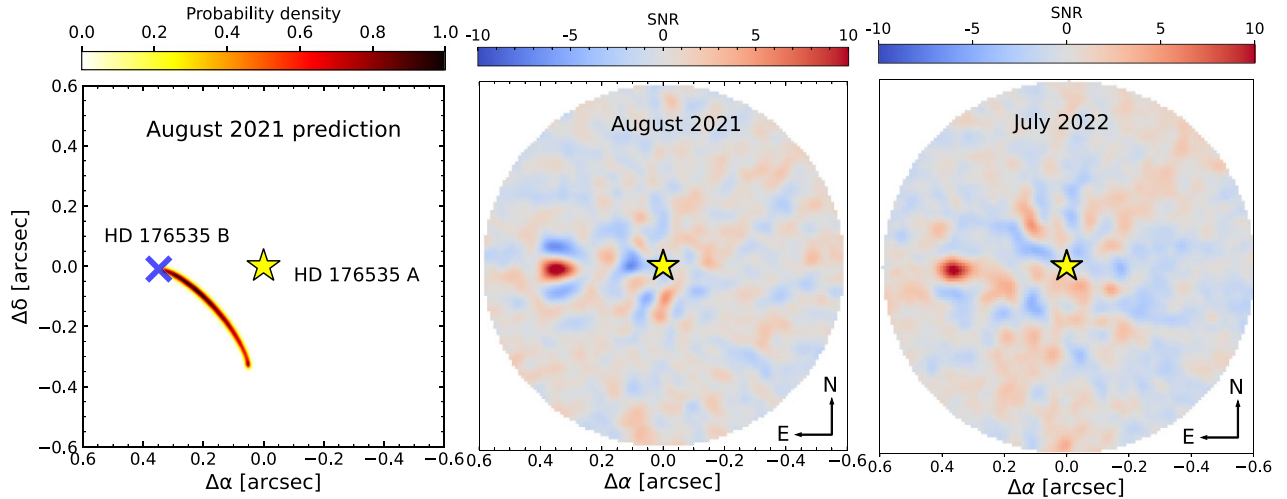 Probability density
0.0 0.2 0.4 0.6 0.8 1.0
SNR
-10 -5 0 5 10
SNR
-10 -5 0 5 10
August 2021 prediction
HD 176535 B
HD 176535 A
0.6
0.4
0.2
0.0
−0.2
−0.4
−0.6
Δδ [arcsec]
0.6 0.4 0.2 0.0 −0.2 −0.4 −0.6
Δα [arcsec]
August 2021
N
E
0.6 0.4 0.2 0.0 −0.2 −0.4 −0.6
Δα [arcsec]
July 2022
N
E
0.6 0.4 0.2 0.0 −0.2 −0.4 −0.6
Δα [arcsec]